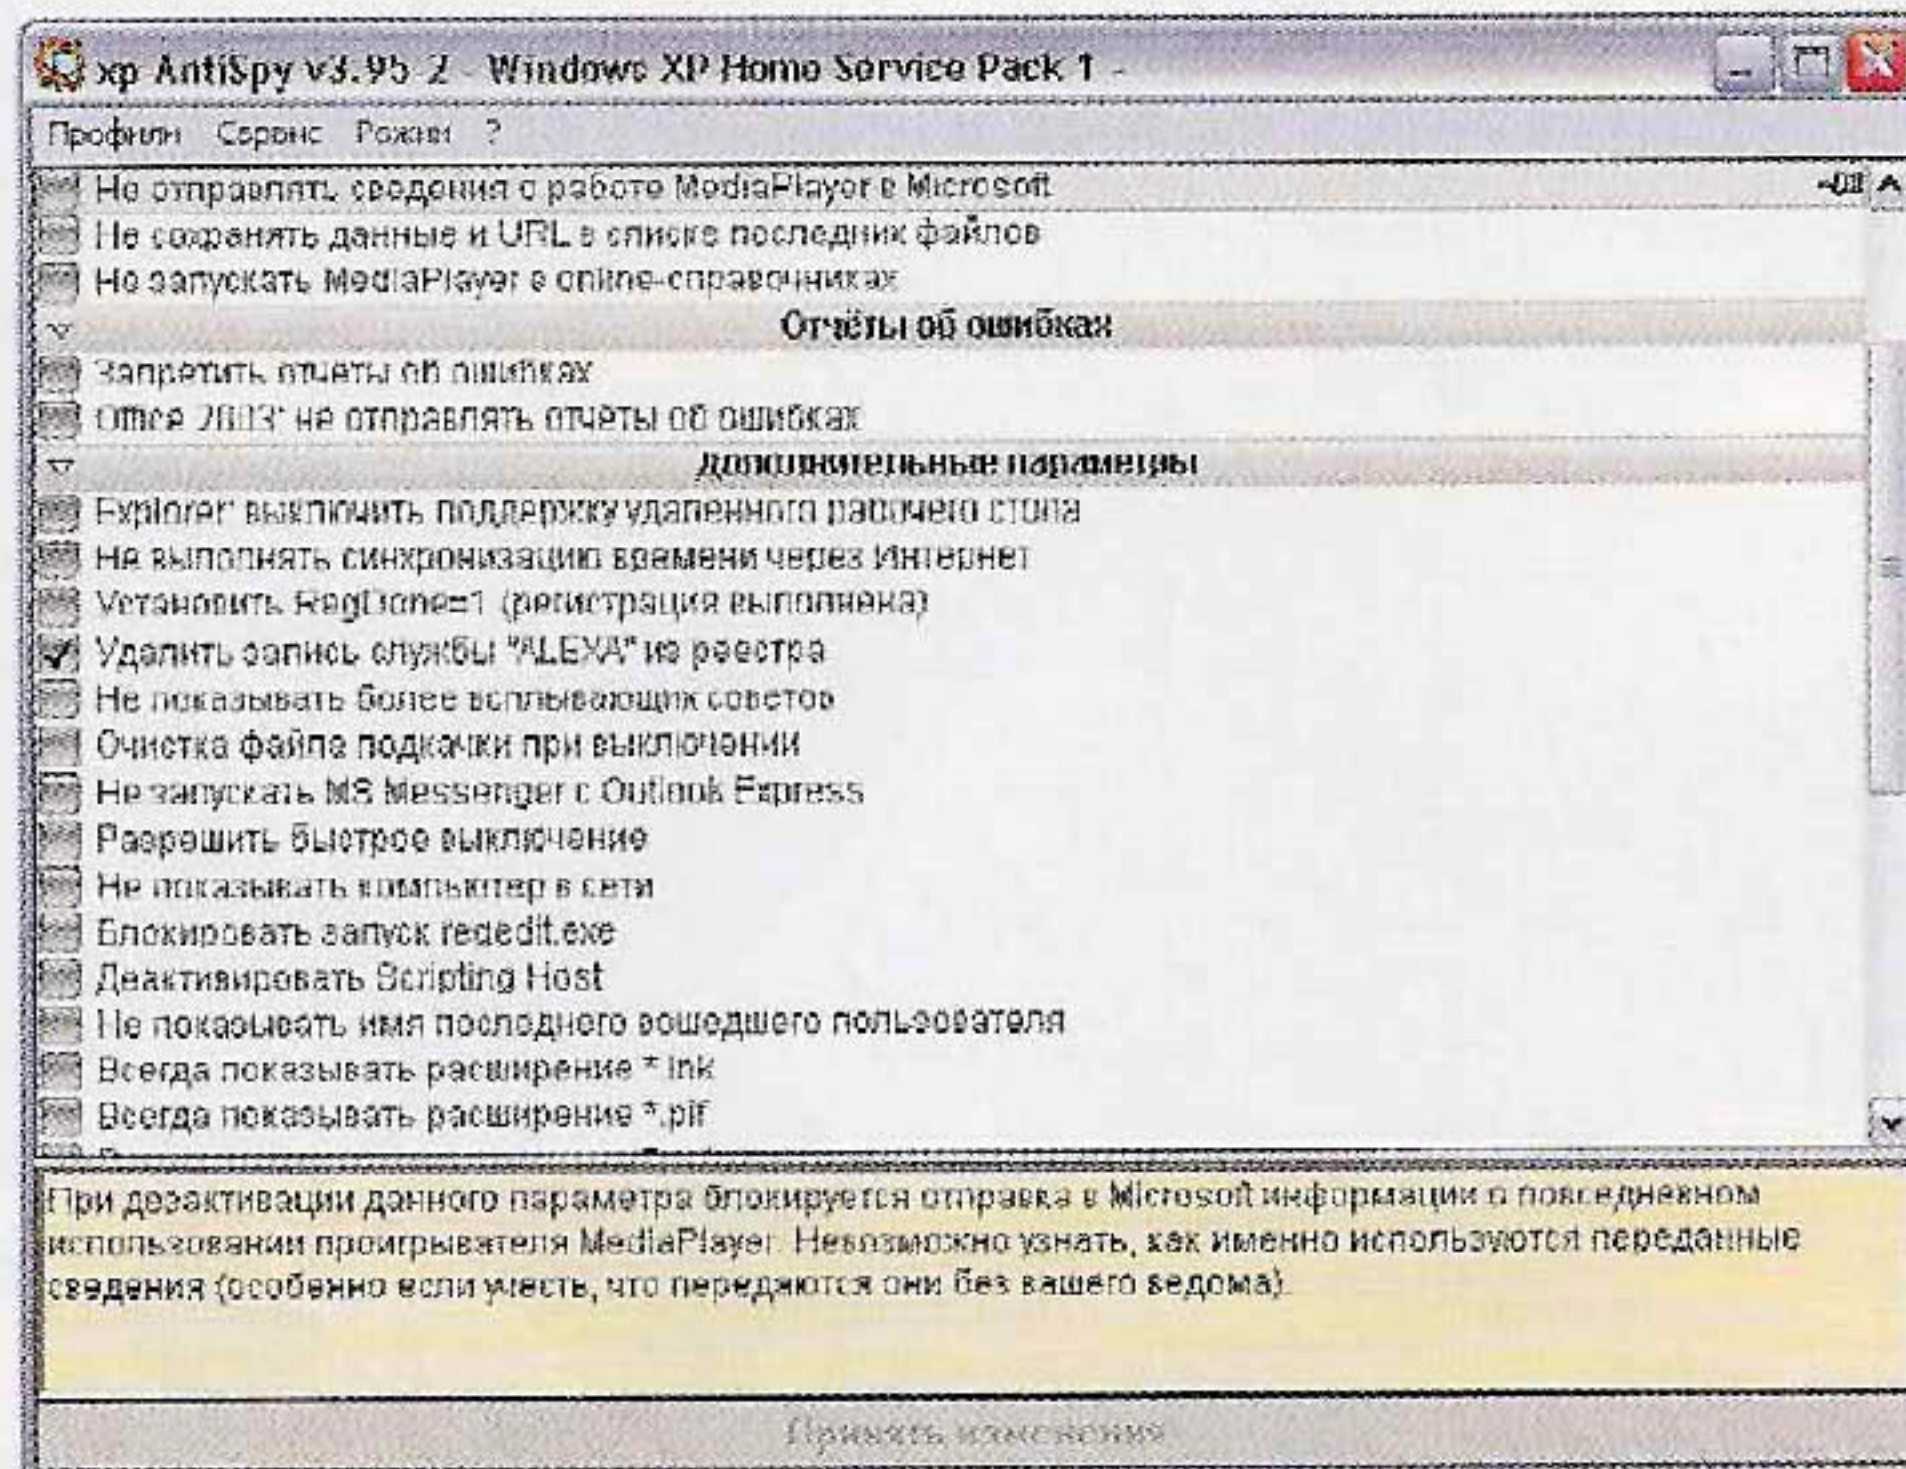 xp-AntiSpy v3.95-2 - Windows XP Home Service Pack 1 -
Профили Сервис Режим ?
Не отправлять сведения о работе MediaPlayer в Microsoft
Не сохранять данные и URL в списке последних файлов
Не запускать MediaPlayer в online-справочниках
Отчёты об ошибках
Запретить отчеты об ошибках
Office 2003: не отправлять отчёты об ошибках
Дополнительные параметры
Explorer: выключить поддержку удаленного рабочего стола
Не выполнять синхронизацию времени через Интернет
Установить RegDone=1 (регистрация выполнена)
Удалить запись службы "ALEXA" из реестра
Не показывать более всплывающих советов
Очистка файла подкачки при выключении
Не запускать MS Messenger с Outlook Express
Разрешить быстрое выключение
Не показывать компьютер в сети
Блокировать запуск regedit.exe
Деактивировать Scripting Host
Не показывать имя последнего вошедшего пользователя
Всегда показывать расширение *.lnk
Всегда показывать расширение *.pif
При дезактивации данного параметра блокируется отправка в Microsoft информации о повседневном
использовании проигрывателя MediaPlayer. Невозможно узнать, как именно используются переданные
сведения (особенно если учесть, что передаются они без вашего ведома).
Принять изменения